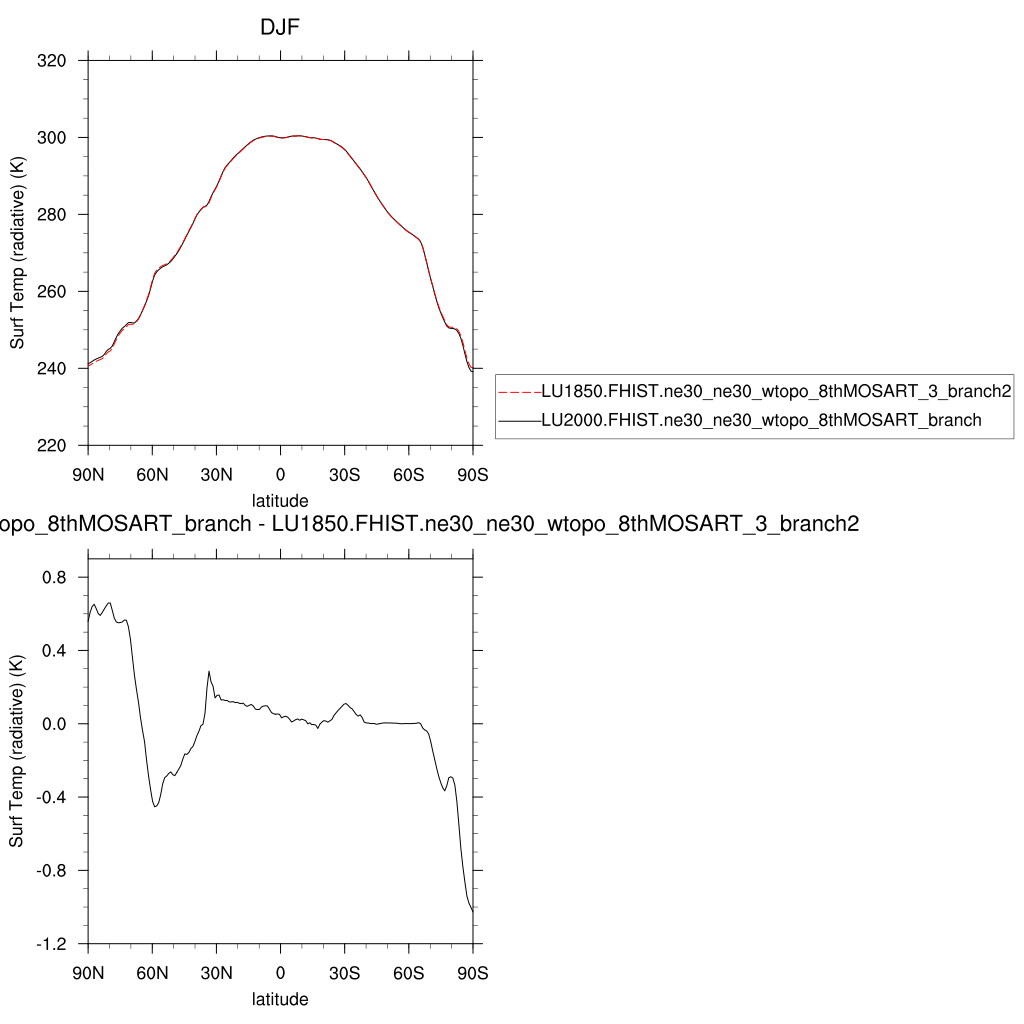 DJF
320
300
280
260
240
220
Surf Temp (radiative) (K)
90N 60N 30N 0 30S 60S 90S
latitude
LU1850.FHIST.ne30_ne30_wtopo_8thMOSART_3_branch2
LU2000.FHIST.ne30_ne30_wtopo_8thMOSART_branch
opo_8thMOSART_branch - LU1850.FHIST.ne30_ne30_wtopo_8thMOSART_3_branch2
0.8
0.4
0.0
-0.4
-0.8
-1.2
Surf Temp (radiative) (K)
90N 60N 30N 0 30S 60S 90S
latitude